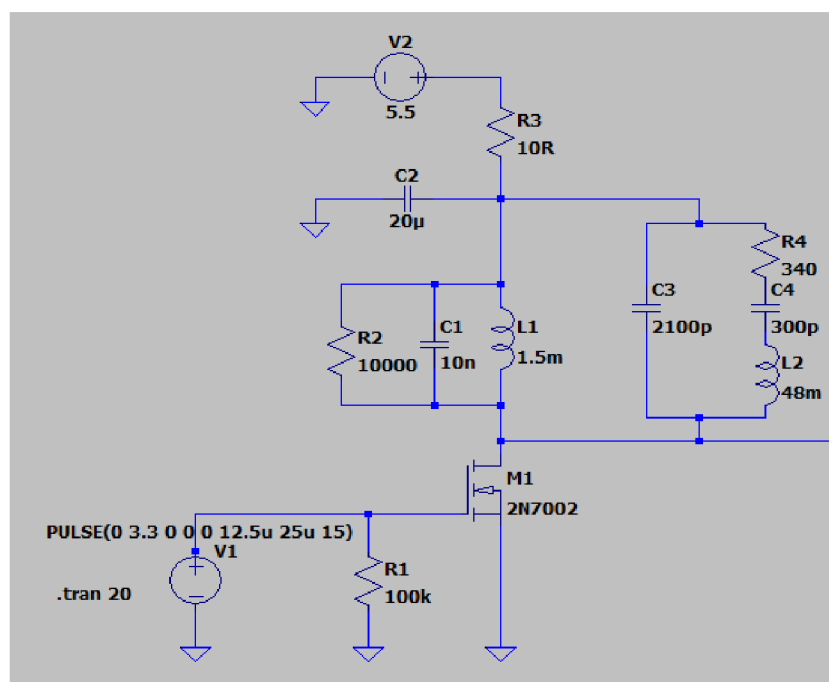 V2
5.5
R3
10R
C2
20µ
R2
10000
C1
10n
L1
1.5m
C3
2100p
R4
340
C4
300p
L2
48m
M1
2N7002
PULSE(0 3.3 0 0 0 12.5u 25u 15)
V1
.tran 20
R1
100k